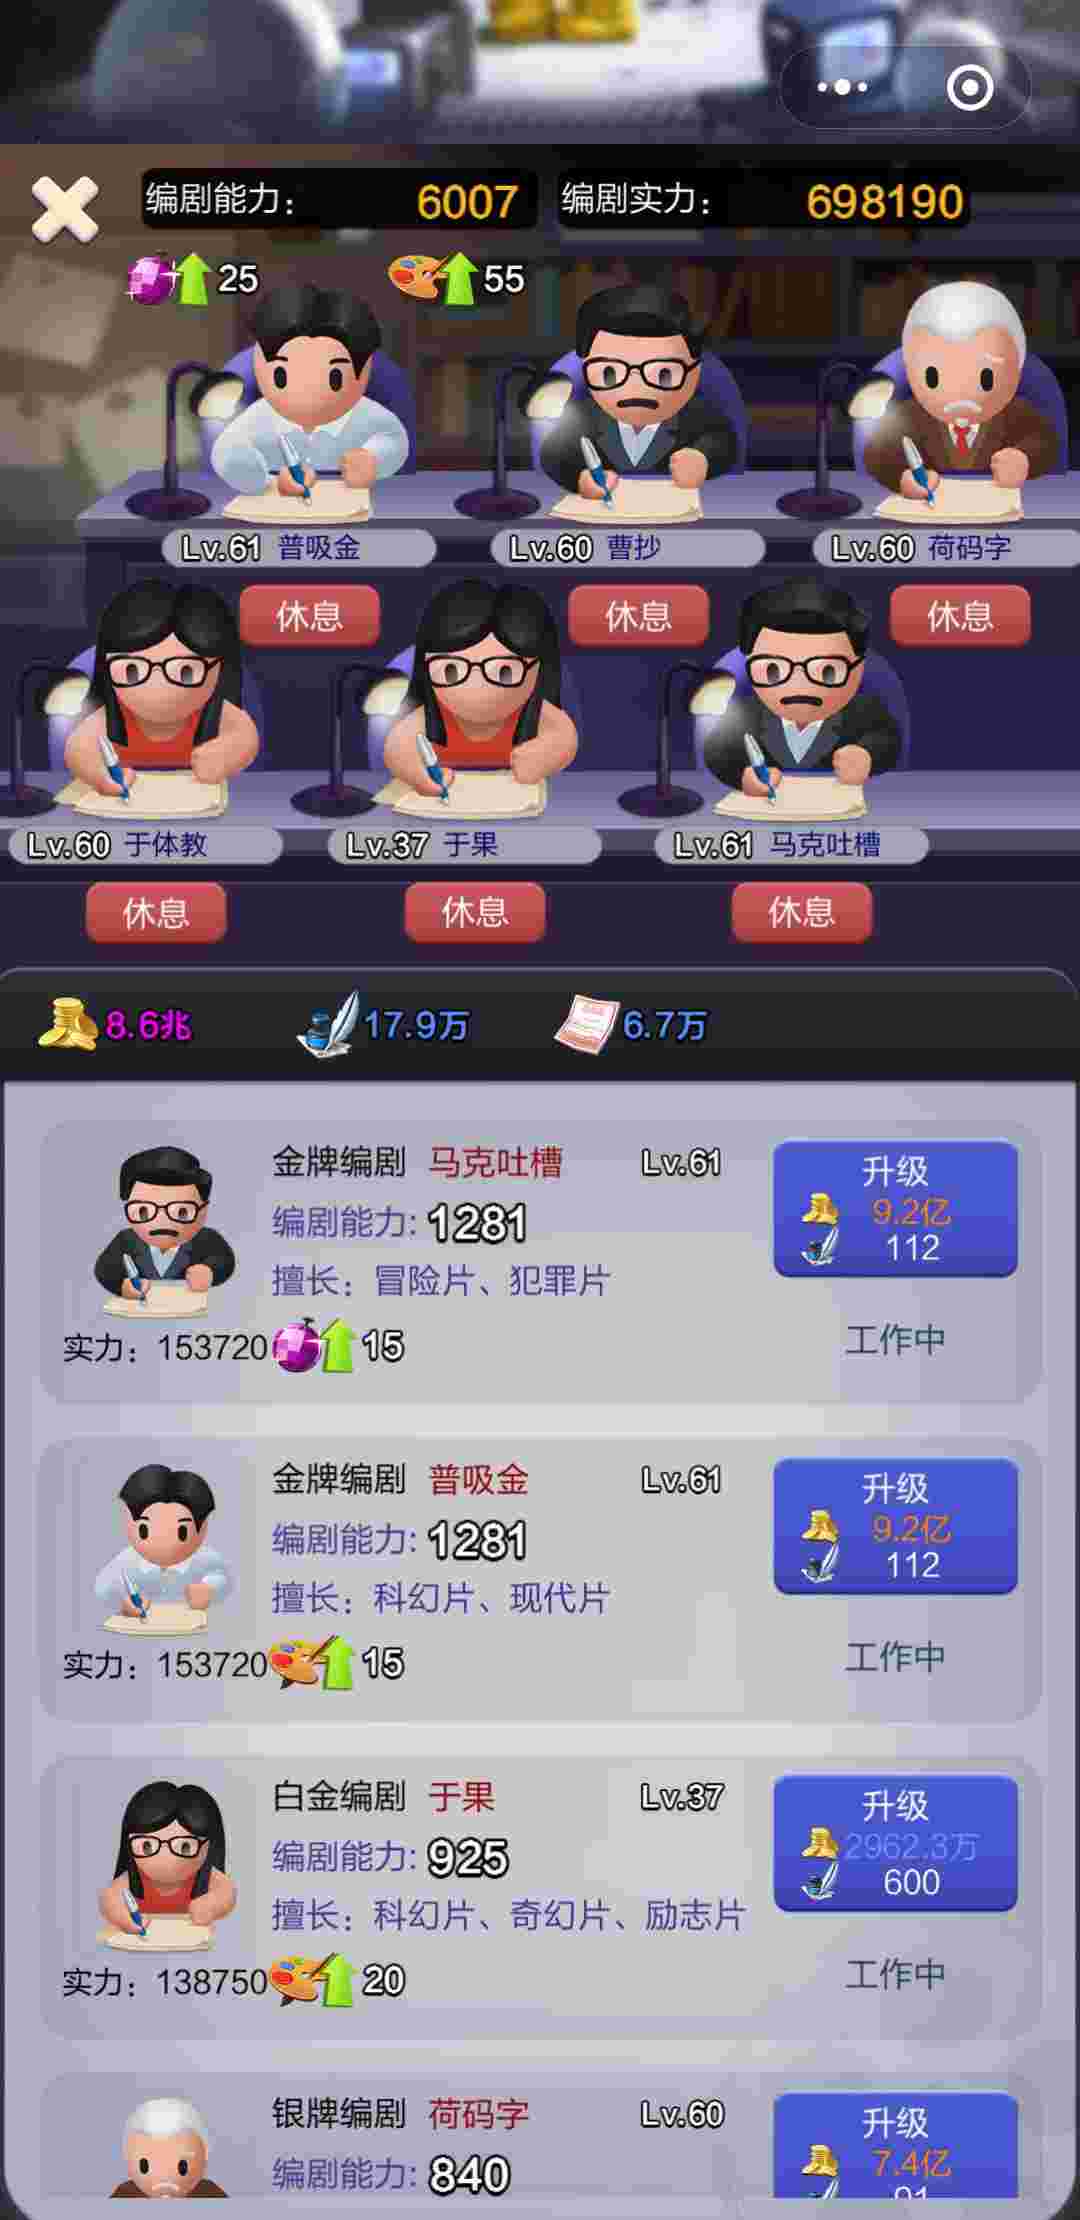 编剧能力： 6007 编剧实力： 698190
25 55
Lv.61 普吸金 Lv.60 曹抄 Lv.60 荷码字
休息 休息 休息
Lv.60 于体教 Lv.37 于果 Lv.61 马克吐槽
休息 休息 休息
8.6兆 17.9万 6.7万
金牌编剧 马克吐槽 Lv.61 升级
编剧能力: 1281 9.2亿
112
擅长： 冒险片、犯罪片
实力： 153720 15 工作中
金牌编剧 普吸金 Lv.61 升级
编剧能力: 1281 9.2亿
112
擅长： 科幻片、现代片
实力： 153720 15 工作中
白金编剧 于果 Lv.37 升级
编剧能力: 925 2962.3万
600
擅长： 科幻片、奇幻片、励志片
实力： 138750 20 工作中
银牌编剧 荷码字 Lv.60 升级
编剧能力: 840 7.4亿
91